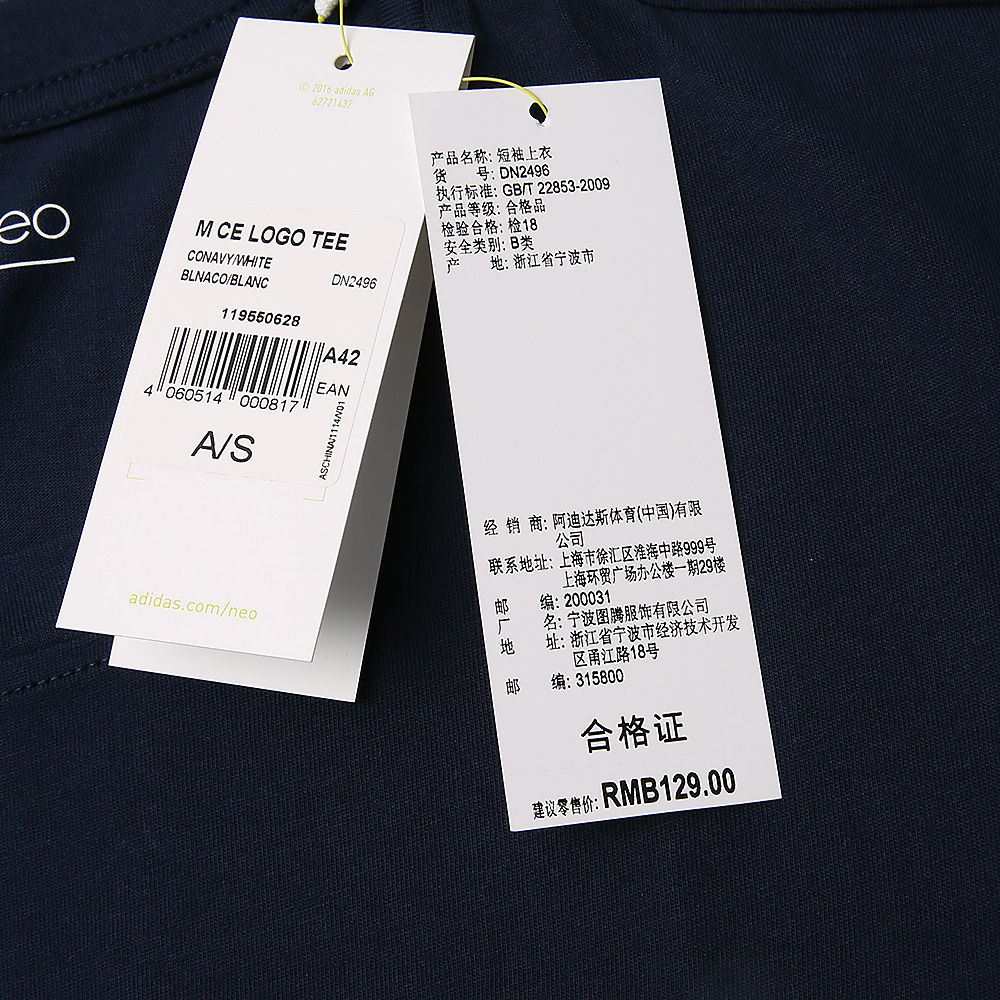 eo
© 2016 adidas AG
62721432
M CE LOGO TEE
CONAVY/WHITE
BLNACO/BLANC DN2496
119550628
A42
EAN
4 060514 000817
ASCHINA/1114/V01
A/S
adidas.com/neo
产品名称: 短袖上衣
货 号: DN2496
执行标准: GB/T 22853-2009
产品等级: 合格品
检验合格: 检18
安全类别: B类
产 地: 浙江省宁波市
经 销 商: 阿迪达斯体育(中国)有限
公司
联系地址: 上海市徐汇区淮海中路999号
上海环贸广场办公楼一期29楼
邮 编: 200031
厂 名: 宁波图腾服饰有限公司
地 址: 浙江省宁波市经济技术开发
区甬江路18号
邮 编: 315800
合格证
建议零售价: RMB129.00